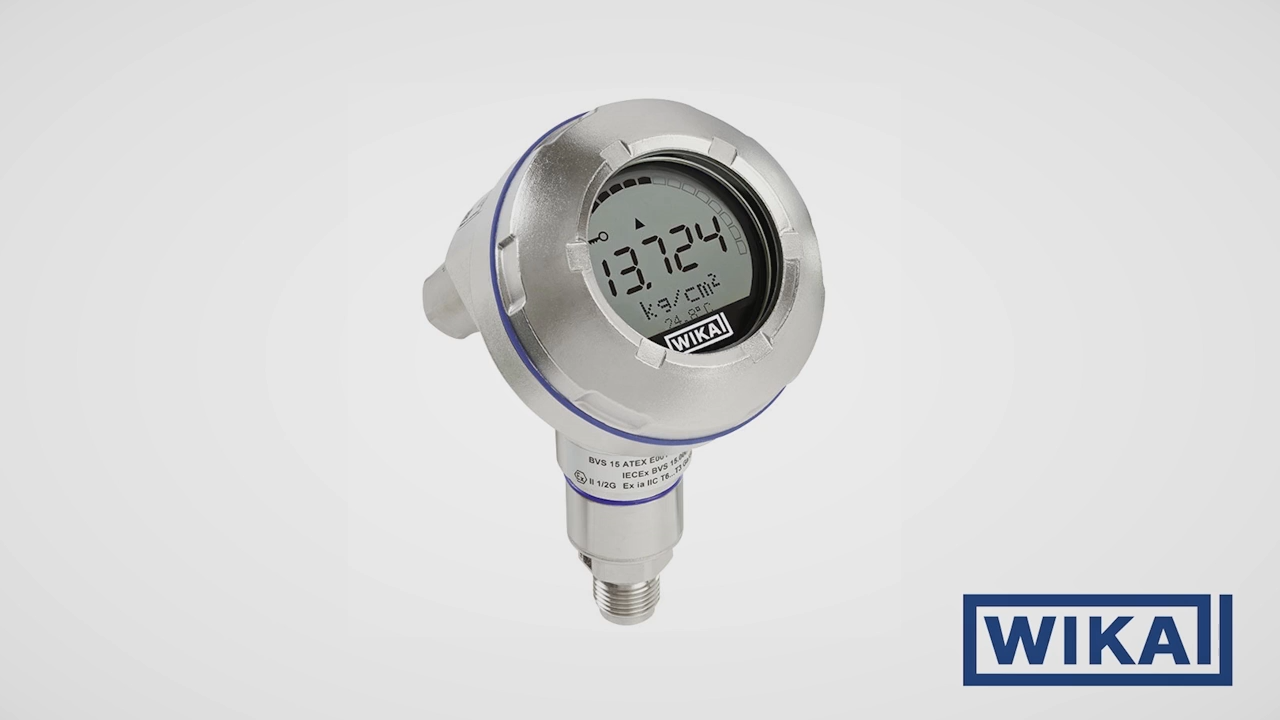 13.724
kg/cm²
24.8°C
WIKA
BVS 15 ATEX
IECEx BVS
II 1/2G Ex ia IIC T6...T3
WIKA